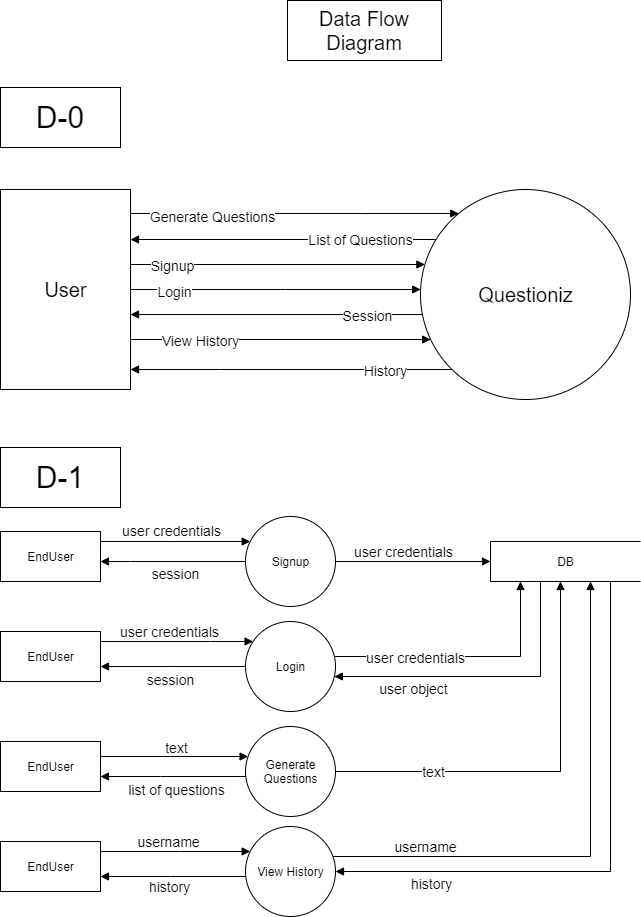 Data Flow
Diagram
D-0
User
Generate Questions
List of Questions
Signup
Login
Session
View History
History
Questioniz
D-1
EndUser
user credentials
session
Signup
user credentials
DB
EndUser
user credentials
session
Login
user credentials
user object
EndUser
text
list of questions
Generate
Questions
text
EndUser
username
history
View History
username
history